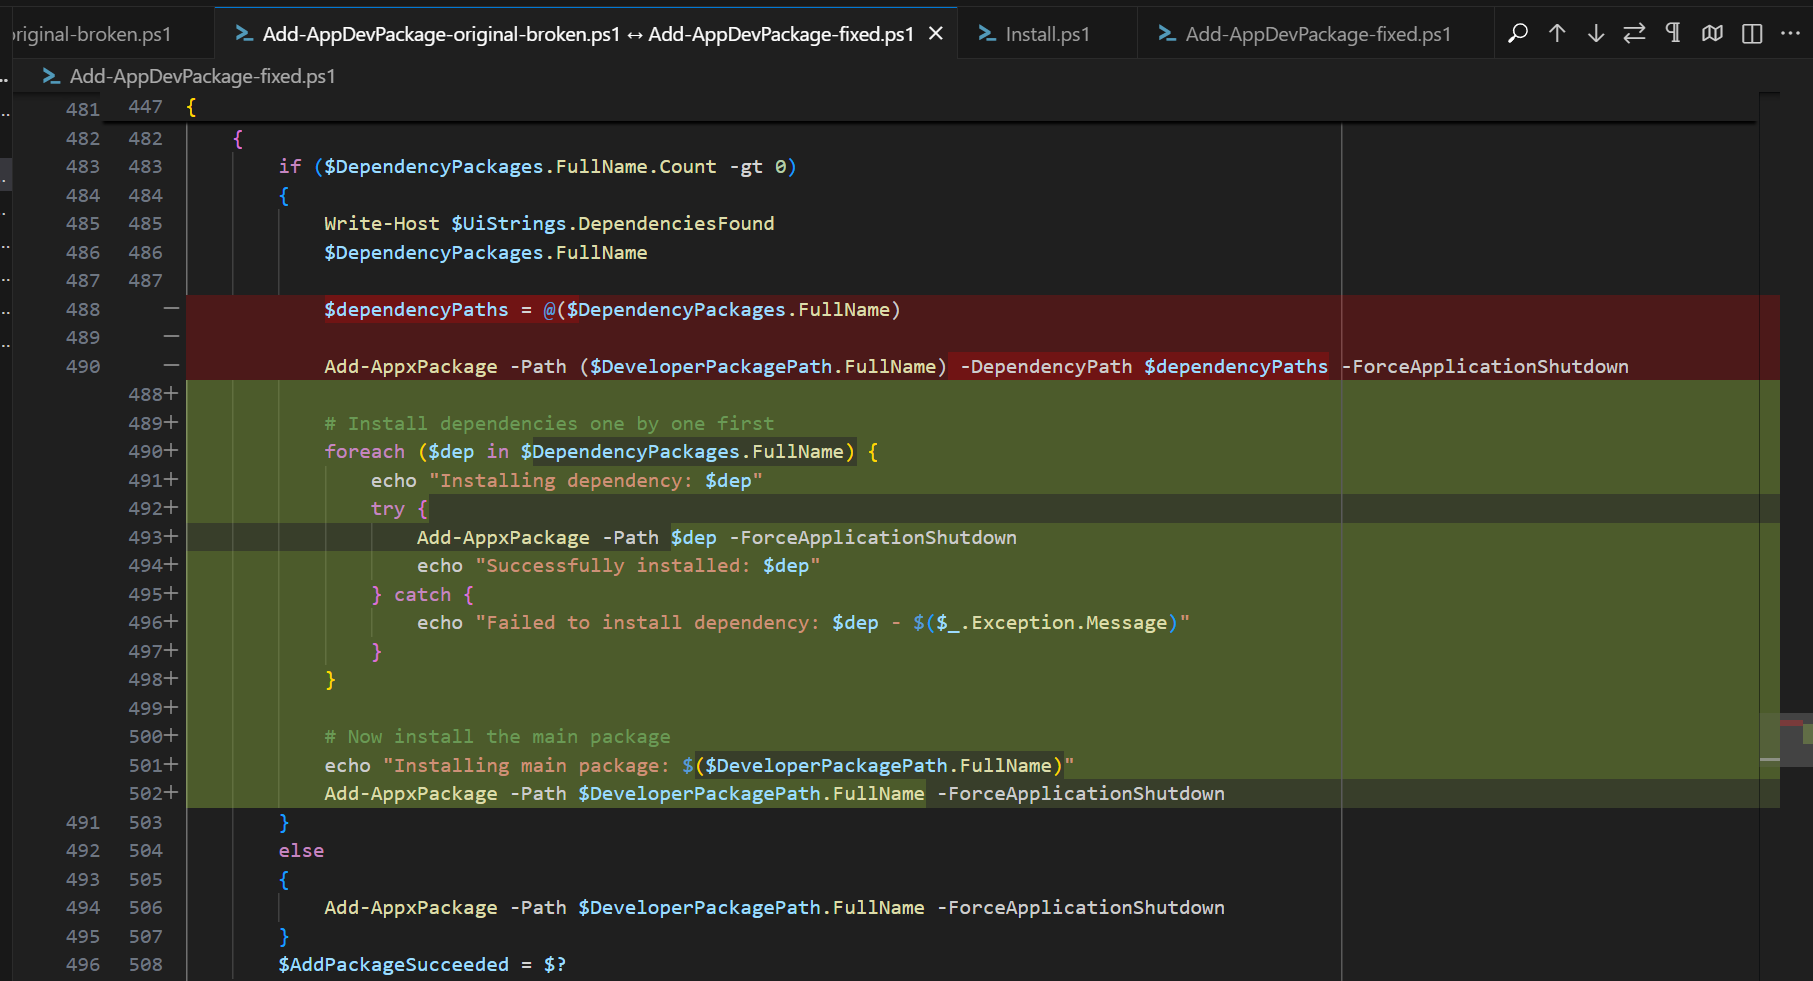 original-broken.ps1 Add-AppDevPackage-original-broken.ps1 ↔ Add-AppDevPackage-fixed.ps1 Install.ps1 Add-AppDevPackage-fixed.ps1
Add-AppDevPackage-fixed.ps1
481 447 {
482 482 {
483 483 if ($DependencyPackages.FullName.Count -gt 0)
484 484 {
485 485 Write-Host $UiStrings.DependenciesFound
486 486 $DependencyPackages.FullName
487 487
488 — $dependencyPaths = @($DependencyPackages.FullName)
489 —
490 — Add-AppxPackage -Path ($DeveloperPackagePath.FullName) -DependencyPath $dependencyPaths -ForceApplicationShutdown
488+
489+ # Install dependencies one by one first
490+ foreach ($dep in $DependencyPackages.FullName) {
491+ echo "Installing dependency: $dep"
492+ try {
493+ Add-AppxPackage -Path $dep -ForceApplicationShutdown
494+ echo "Successfully installed: $dep"
495+ } catch {
496+ echo "Failed to install dependency: $dep - $($_.Exception.Message)"
497+ }
498+ }
499+
500+ # Now install the main package
501+ echo "Installing main package: $($DeveloperPackagePath.FullName)"
502+ Add-AppxPackage -Path $DeveloperPackagePath.FullName -ForceApplicationShutdown
491 503 }
492 504 else
493 505 {
494 506 Add-AppxPackage -Path $DeveloperPackagePath.FullName -ForceApplicationShutdown
495 507 }
496 508 $AddPackageSucceeded = $?